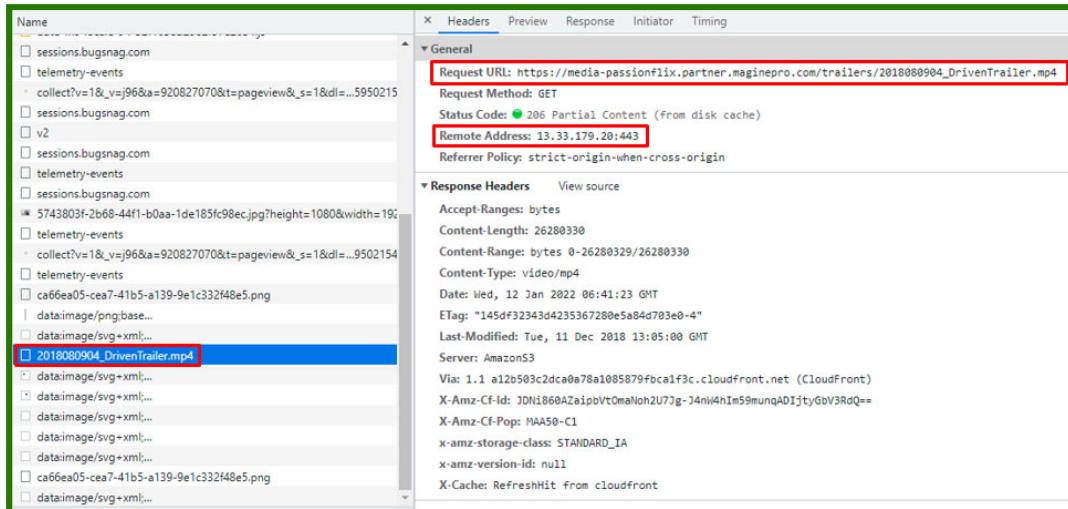 Name
sessions.bugsnag.com
telemetry-events
collect?v=1&_v=j96&a=920827070&t=pageview&_s=1&dl=...5950215
sessions.bugsnag.com
v2
sessions.bugsnag.com
telemetry-events
sessions.bugsnag.com
5743803f-2b68-44f1-b0aa-1de185fc98ec.jpg?height=1080&width=192
telemetry-events
collect?v=1&_v=j96&a=920827070&t=pageview&_s=1&dl=...9502154
telemetry-events
ca66ea05-cea7-41b5-a139-9e1c332f48e5.png
data:image/png;base...
data:image/svg+xml;...
2018080904_DrivenTrailer.mp4
data:image/svg+xml;...
data:image/svg+xml;...
data:image/svg+xml;...
data:image/svg+xml;...
data:image/svg+xml;...
ca66ea05-cea7-41b5-a139-9e1c332f48e5.png
data:image/svg+xml;...
× Headers Preview Response Initiator Timing
▼ General
Request URL: https://media-passionflix.partner.maginepro.com/trailers/2018080904_DrivenTrailer.mp4
Request Method: GET
Status Code: 206 Partial Content (from disk cache)
Remote Address: 13.33.179.20:443
Referrer Policy: strict-origin-when-cross-origin
▼ Response Headers View source
Accept-Ranges: bytes
Content-Length: 26280330
Content-Range: bytes 0-26280329/26280330
Content-Type: video/mp4
Date: Wed, 12 Jan 2022 06:41:23 GMT
ETag: "145df32343d4235367280e5a84d703e0-4"
Last-Modified: Tue, 11 Dec 2018 13:05:00 GMT
Server: AmazonS3
Via: 1.1 a12b503c2dca0a78a1085879fbca1f3c.cloudfront.net (CloudFront)
X-Amz-Cf-Id: JDNi860AZaipbVtOmaNoh2U7Jg-J4nW4hIm59munqADIjtyGbV3RdQ==
X-Amz-Cf-Pop: MAA50-C1
x-amz-storage-class: STANDARD_IA
x-amz-version-id: null
X-Cache: RefreshHit from cloudfront